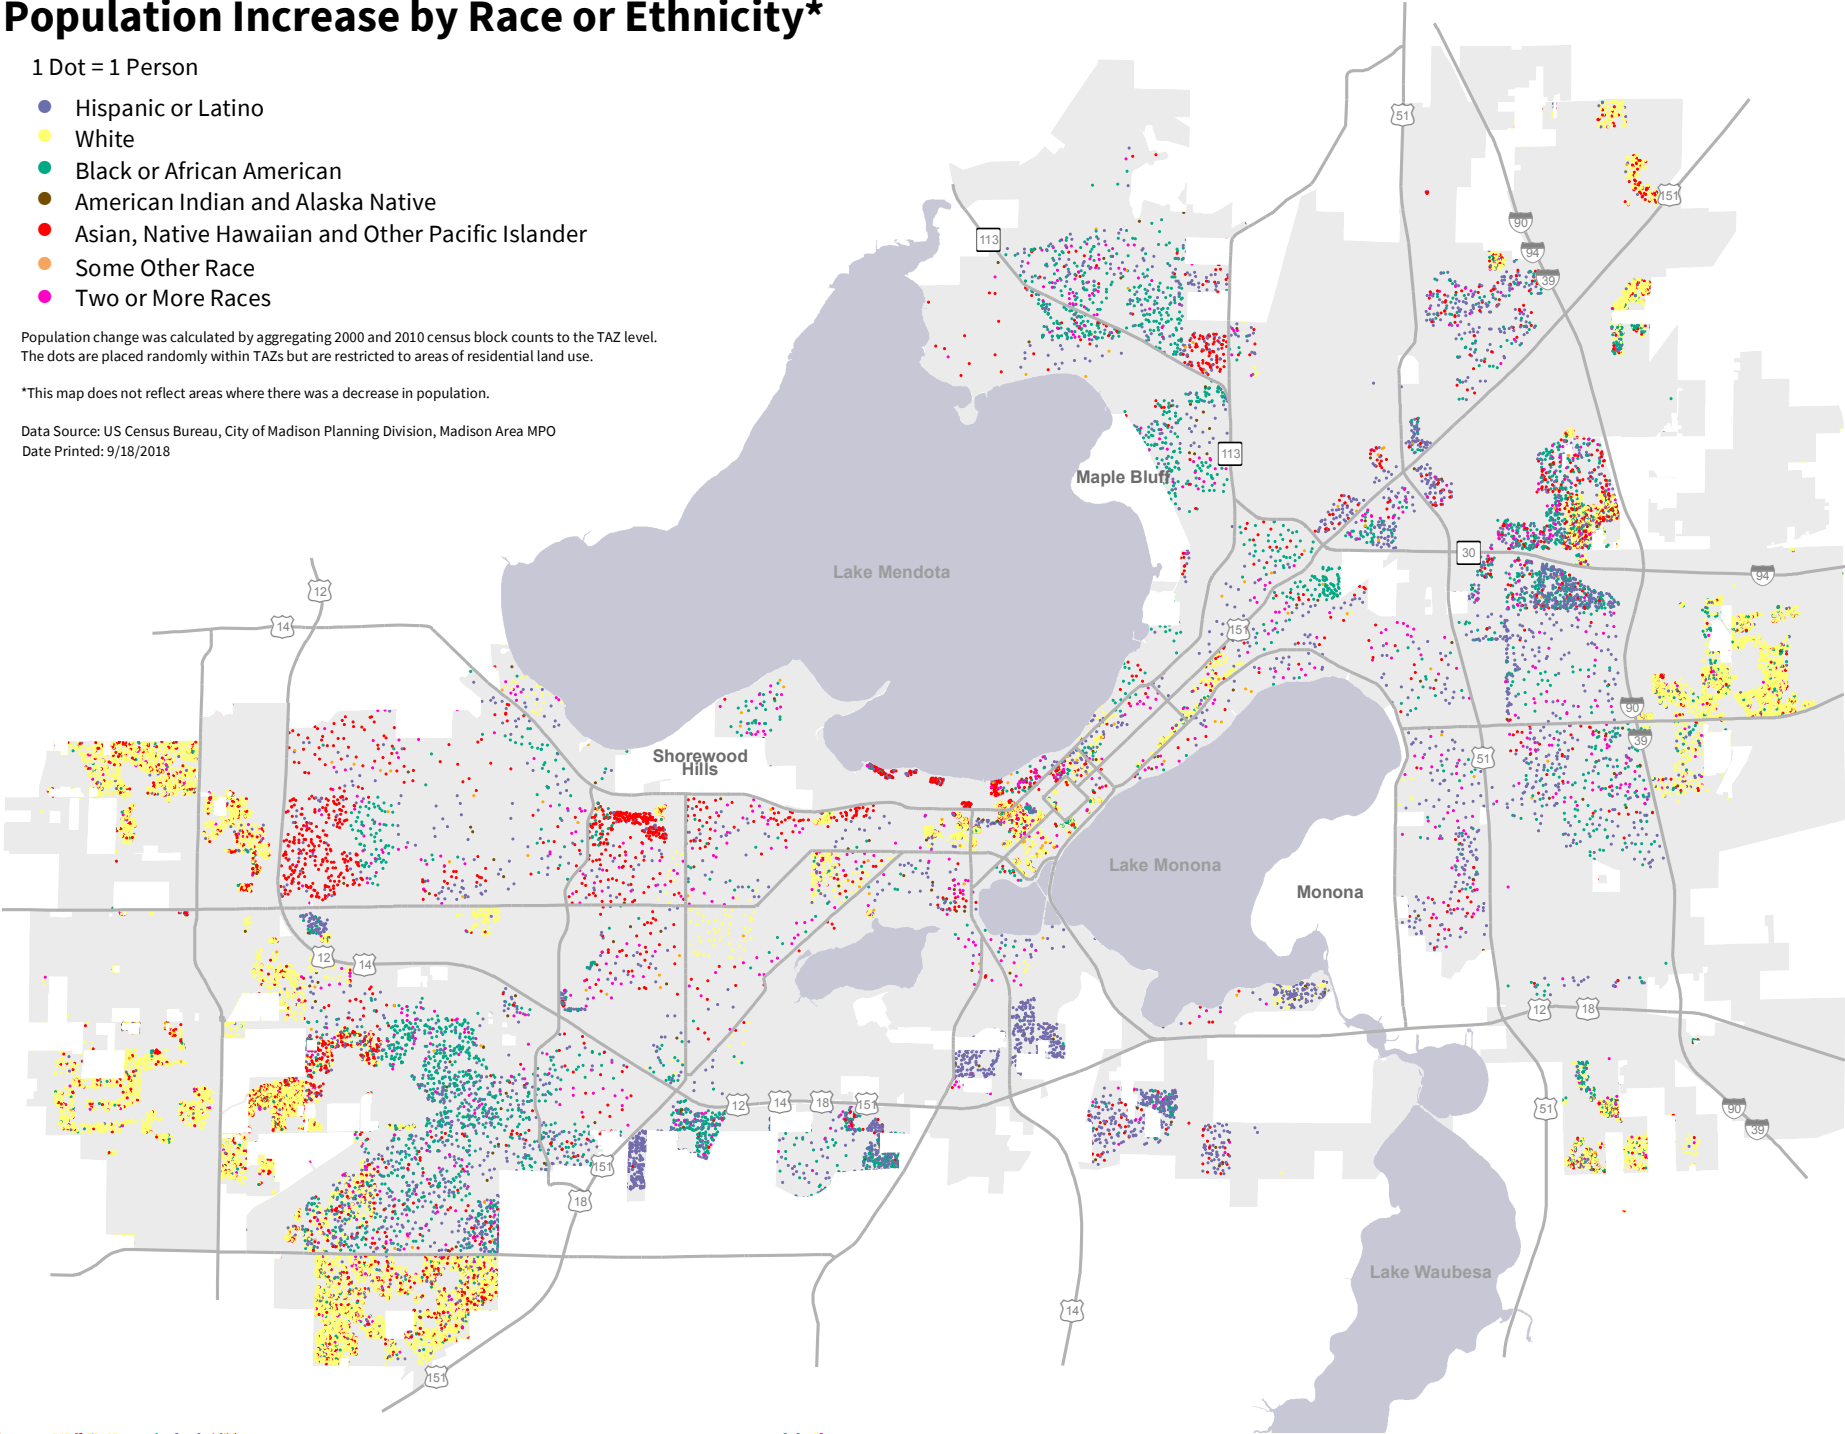 Population Increase by Race or Ethnicity*
1 Dot = 1 Person
Hispanic or Latino
White
Black or African American
American Indian and Alaska Native
Asian, Native Hawaiian and Other Pacific Islander
Some Other Race
Two or More Races
Population change was calculated by aggregating 2000 and 2010 census block counts to the TAZ level.
The dots are placed randomly within TAZs but are restricted to areas of residential land use.
*This map does not reflect areas where there was a decrease in population.
Data Source: US Census Bureau, City of Madison Planning Division, Madison Area MPO
Date Printed: 9/18/2018
51
151
90
113
94
39
113
Maple Bluff
30
Lake Mendota
94
12
14
151
90
39
Shorewood
Hills
51
Lake Monona
Monona
12
14
12
18
12
14
18
151
51
90
39
151
18
Lake Waubesa
14
151